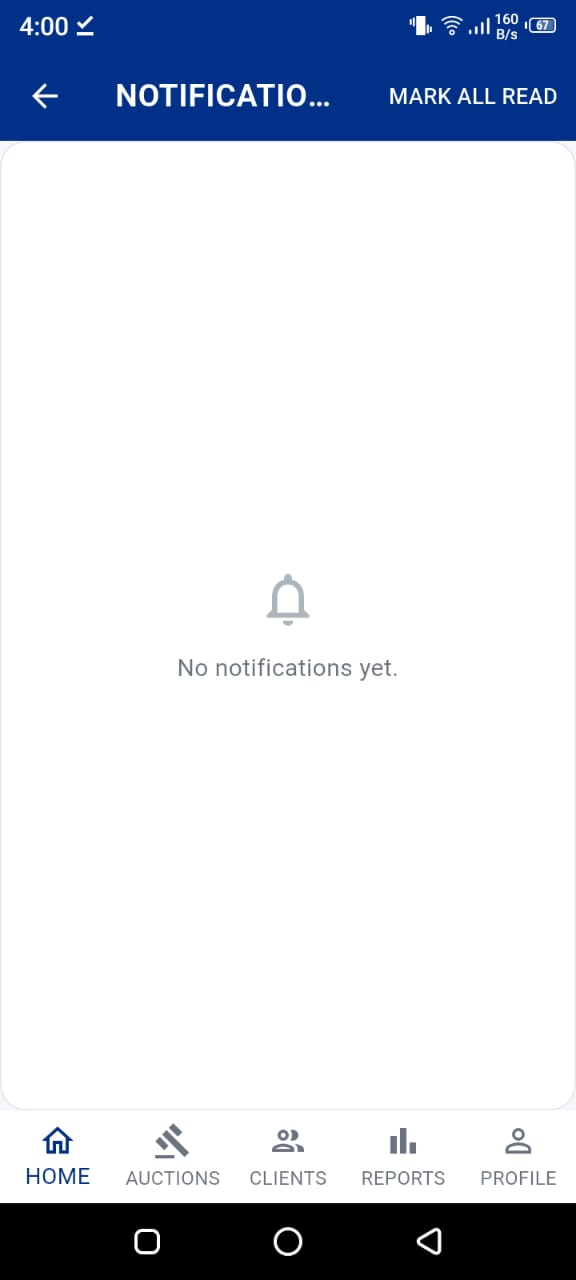 4:00
160
B/s
67
NOTIFICATIO...
MARK ALL READ
No notifications yet.
HOME
AUCTIONS
CLIENTS
REPORTS
PROFILE